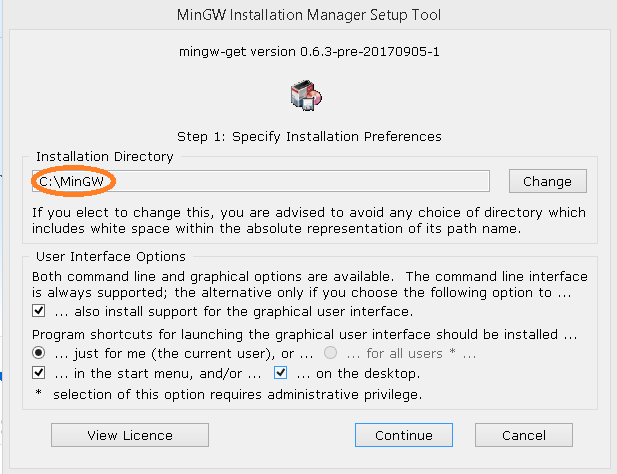 MinGW Installation Manager Setup Tool
mingw-get version 0.6.3-pre-20170905-1
Step 1: Specify Installation Preferences
Installation Directory
C:\MinGW
Change
If you elect to change this, you are advised to avoid any choice of directory which
includes white space within the absolute representation of its path name.
User Interface Options
Both command line and graphical options are available. The command line interface
is always supported; the alternative only if you choose the following option to ...
... also install support for the graphical user interface.
Program shortcuts for launching the graphical user interface should be installed ...
... just for me (the current user), or ... ... for all users * ...
... in the start menu, and/or ... ... on the desktop.
* selection of this option requires administrative privilege.
View Licence Continue Cancel